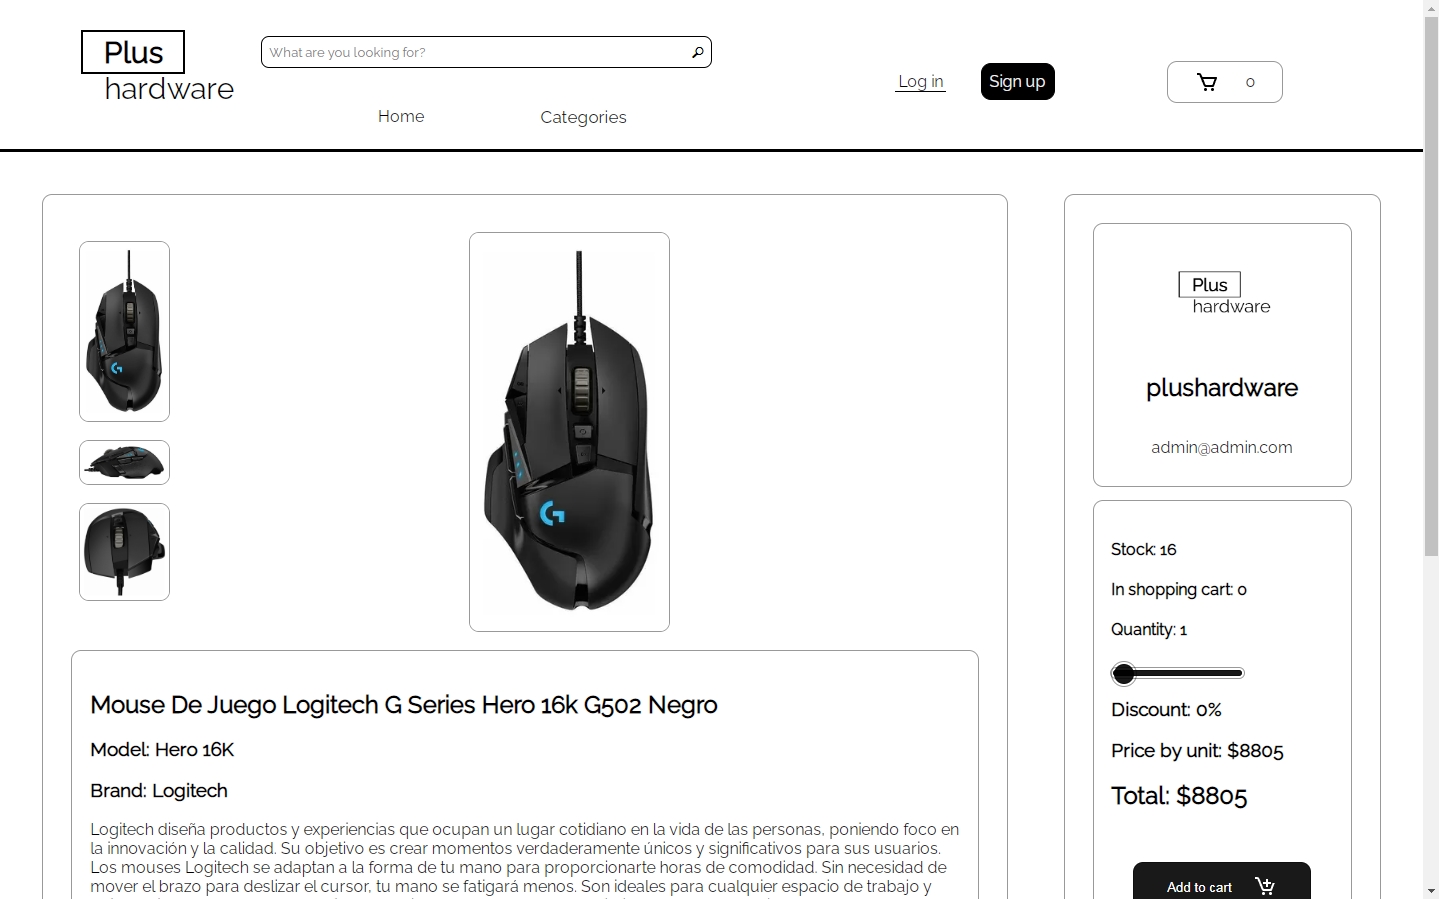 Plus
hardware
What are you looking for?
Home
Categories
Log in
Sign up
0
Plus
hardware
plushardware
admin@admin.com
Stock: 16
In shopping cart: 0
Quantity: 1
Discount: 0%
Price by unit: $8805
Total: $8805
Add to cart
Mouse De Juego Logitech G Series Hero 16k G502 Negro
Model: Hero 16K
Brand: Logitech
Logitech diseña productos y experiencias que ocupan un lugar cotidiano en la vida de las personas, poniendo foco en
la innovación y la calidad. Su objetivo es crear momentos verdaderamente únicos y significativos para sus usuarios.
Los mouses Logitech se adaptan a la forma de tu mano para proporcionarte horas de comodidad. Sin necesidad de
mover el brazo para deslizar el cursor, tu mano se fatigará menos. Son ideales para cualquier espacio de trabajo y